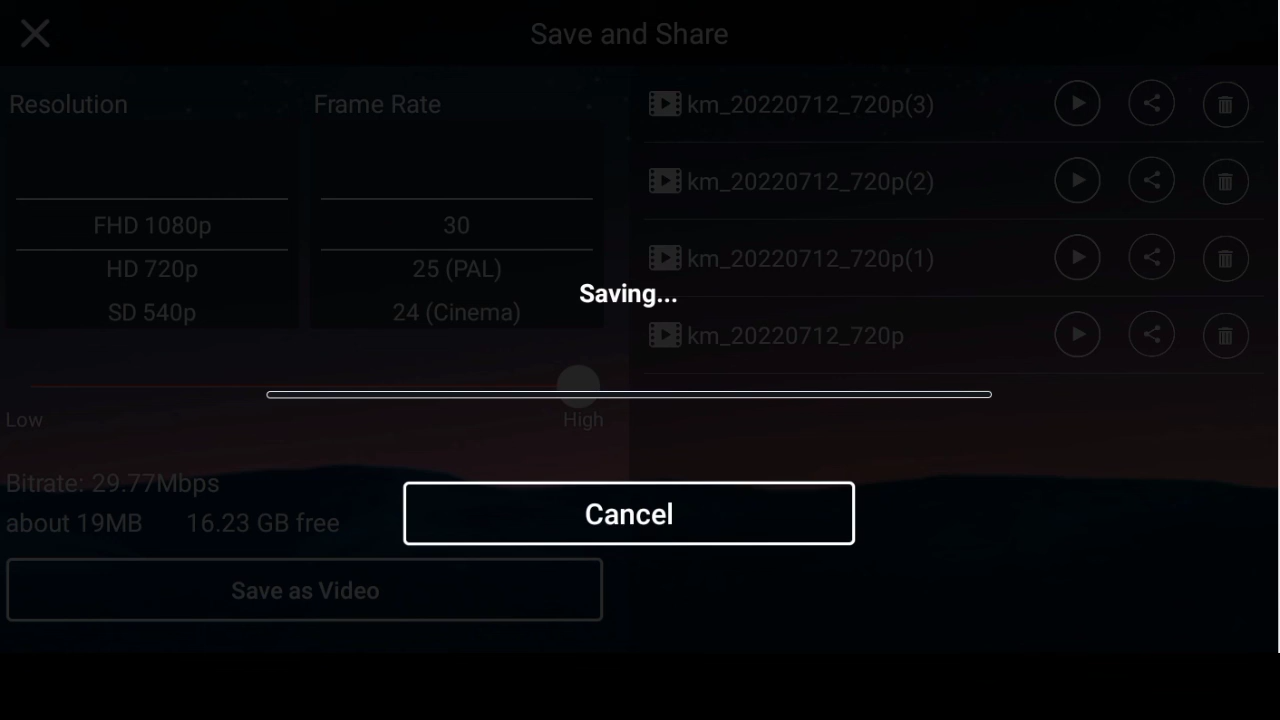 Save and Share
Resolution
Frame Rate
FHD 1080p
HD 720p
SD 540p
30
25 (PAL)
24 (Cinema)
Low
High
Bitrate: 29.77Mbps
about 19MB 16.23 GB free
Save as Video
km_20220712_720p(3)
km_20220712_720p(2)
km_20220712_720p(1)
km_20220712_720p
Saving...
Cancel